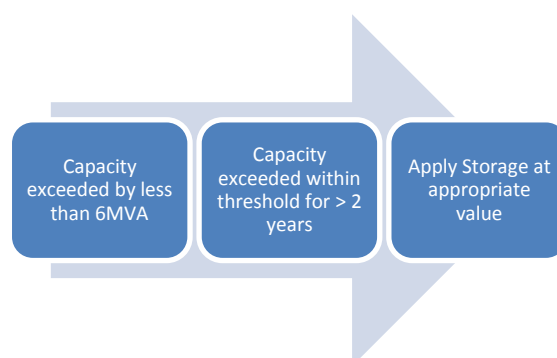 Capacity
exceeded by less
than 6MVA
Capacity
exceeded within
threshold for > 2
years
Apply Storage at
appropriate
value